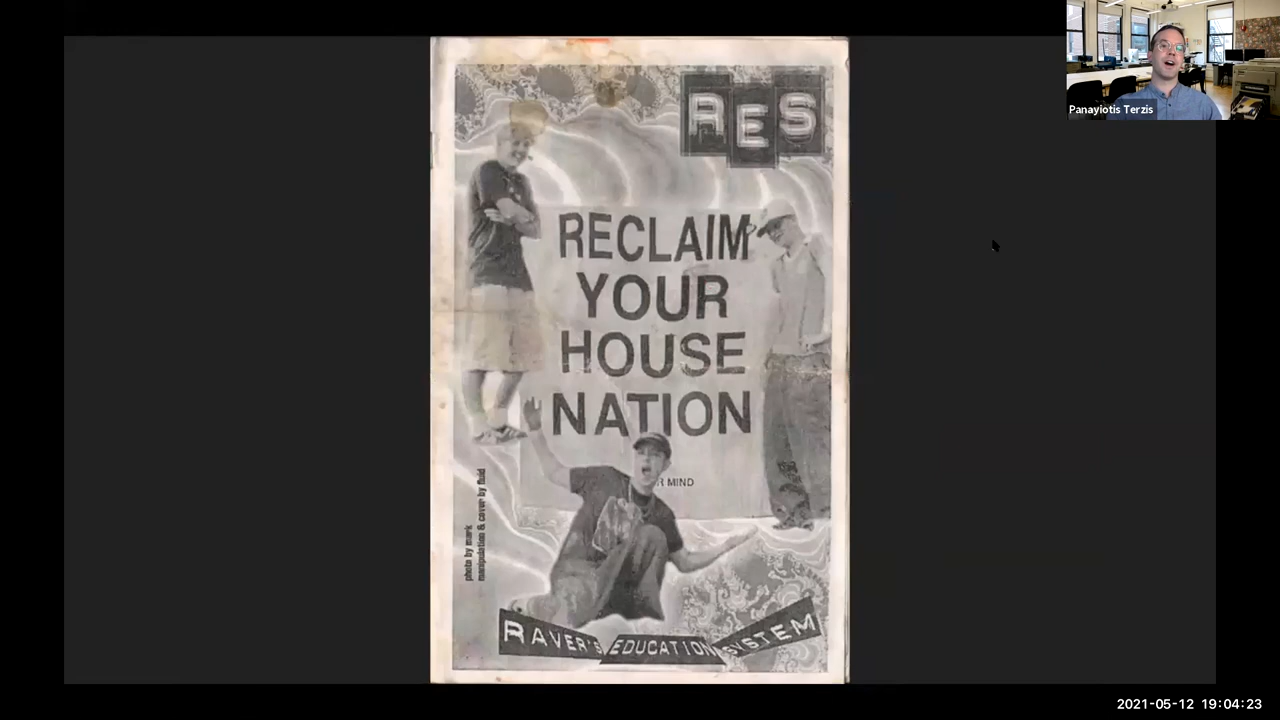 Panayiotis Terzis
RES
RECLAIM
YOUR
HOUSE
NATION
R MIND
photo by mark
manipulation & cover by fluid
RAVER'S EDUCATION SYSTEM
2021-05-12 19:04:23